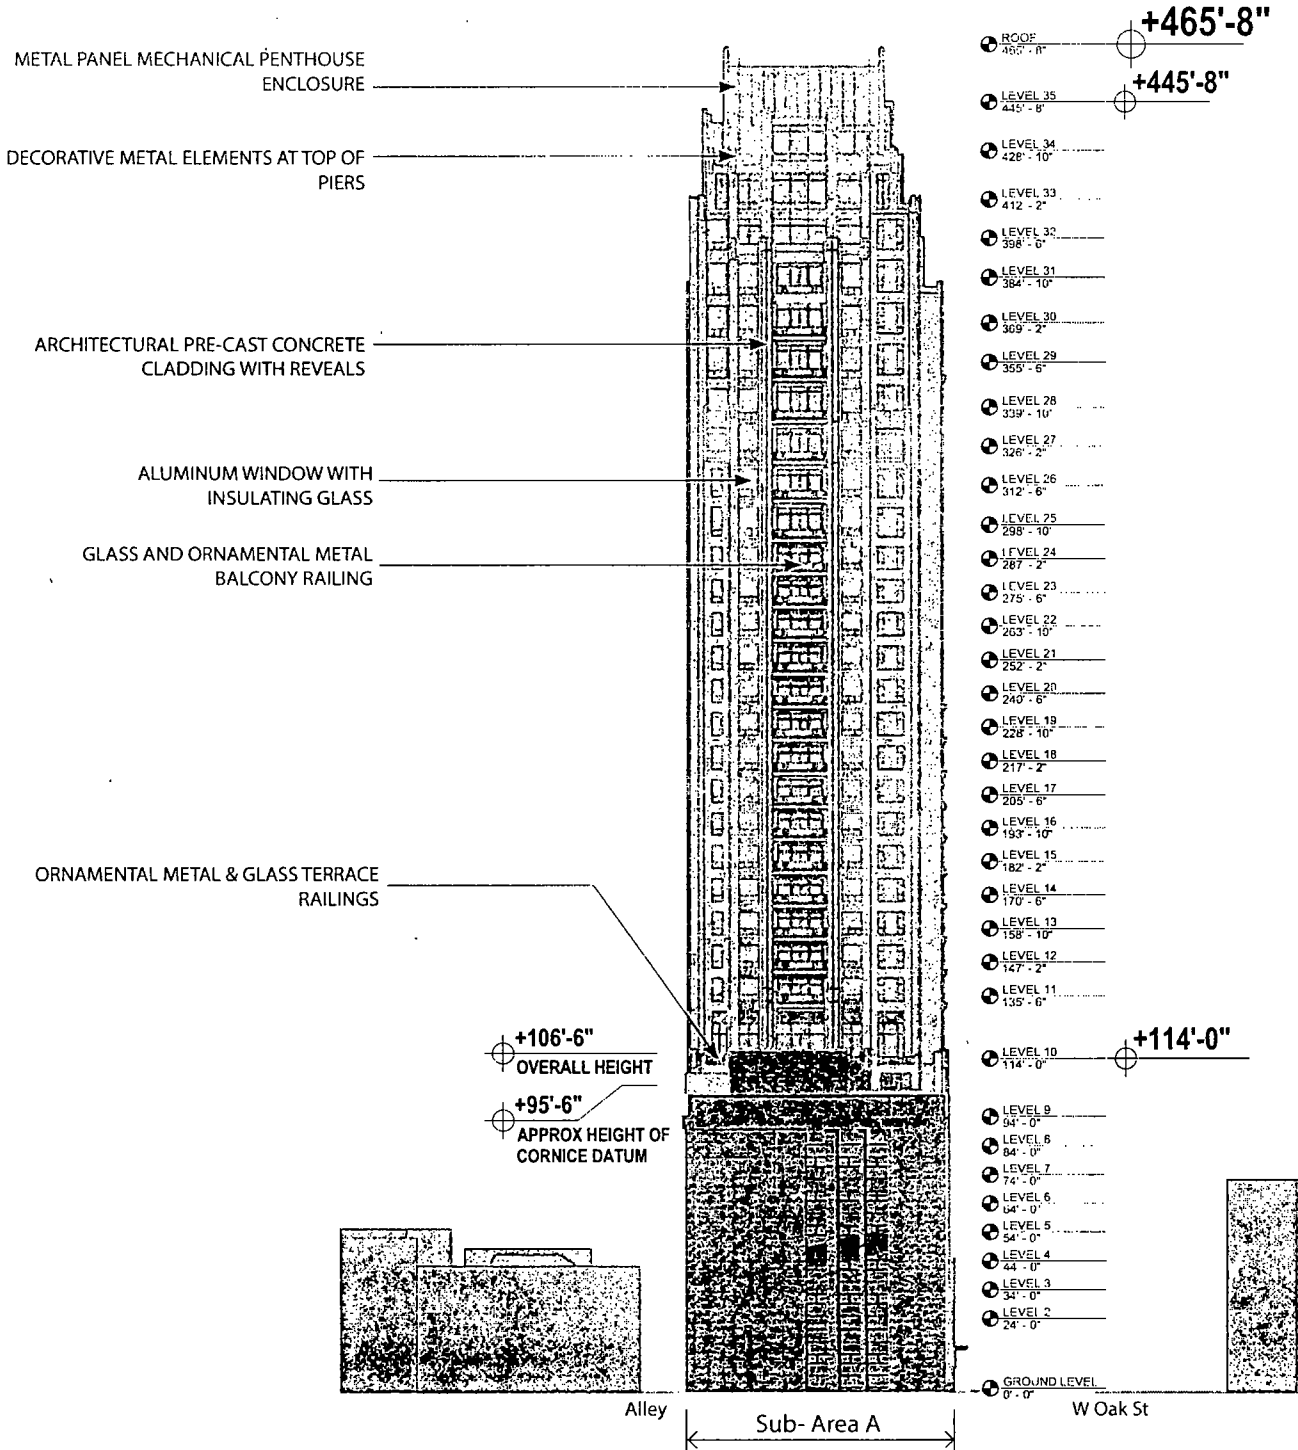 METAL PANEL MECHANICAL PENTHOUSE
ENCLOSURE
DECORATIVE METAL ELEMENTS AT TOP OF
PIERS
ARCHITECTURAL PRE-CAST CONCRETE
CLADDING WITH REVEALS
ALUMINUM WINDOW WITH
INSULATING GLASS
GLASS AND ORNAMENTAL METAL
BALCONY RAILING
ORNAMENTAL METAL & GLASS TERRACE
RAILINGS
+106'-6"
OVERALL HEIGHT
+95'-6"
APPROX HEIGHT OF
CORNICE DATUM
ROOF
465' - 8"
+465'-8"
LEVEL 35
445' - 8"
+445'-8"
LEVEL 34
428' - 10"
LEVEL 33
412' - 2"
LEVEL 32
398' - 6"
LEVEL 31
384' - 10"
LEVEL 30
369' - 2"
LEVEL 29
355' - 6"
LEVEL 28
339' - 10"
LEVEL 27
326' - 2"
LEVEL 26
312' - 6"
LEVEL 25
298' - 10"
LEVEL 24
287' - 2"
LEVEL 23
275' - 6"
LEVEL 22
263' - 10"
LEVEL 21
252' - 2"
LEVEL 20
240' - 6"
LEVEL 19
228' - 10"
LEVEL 18
217' - 2"
LEVEL 17
205' - 6"
LEVEL 16
193' - 10"
LEVEL 15
182' - 2"
LEVEL 14
170' - 6"
LEVEL 13
158' - 10"
LEVEL 12
147' - 2"
LEVEL 11
135' - 6"
LEVEL 10
114' - 0"
+114'-0"
LEVEL 9
94' - 0"
LEVEL 8
84' - 0"
LEVEL 7
74' - 0"
LEVEL 6
64' - 0"
LEVEL 5
54' - 0"
LEVEL 4
44' - 0"
LEVEL 3
34' - 0"
LEVEL 2
24' - 0"
GROUND LEVEL
0' - 0"
Alley
W Oak St
Sub- Area A